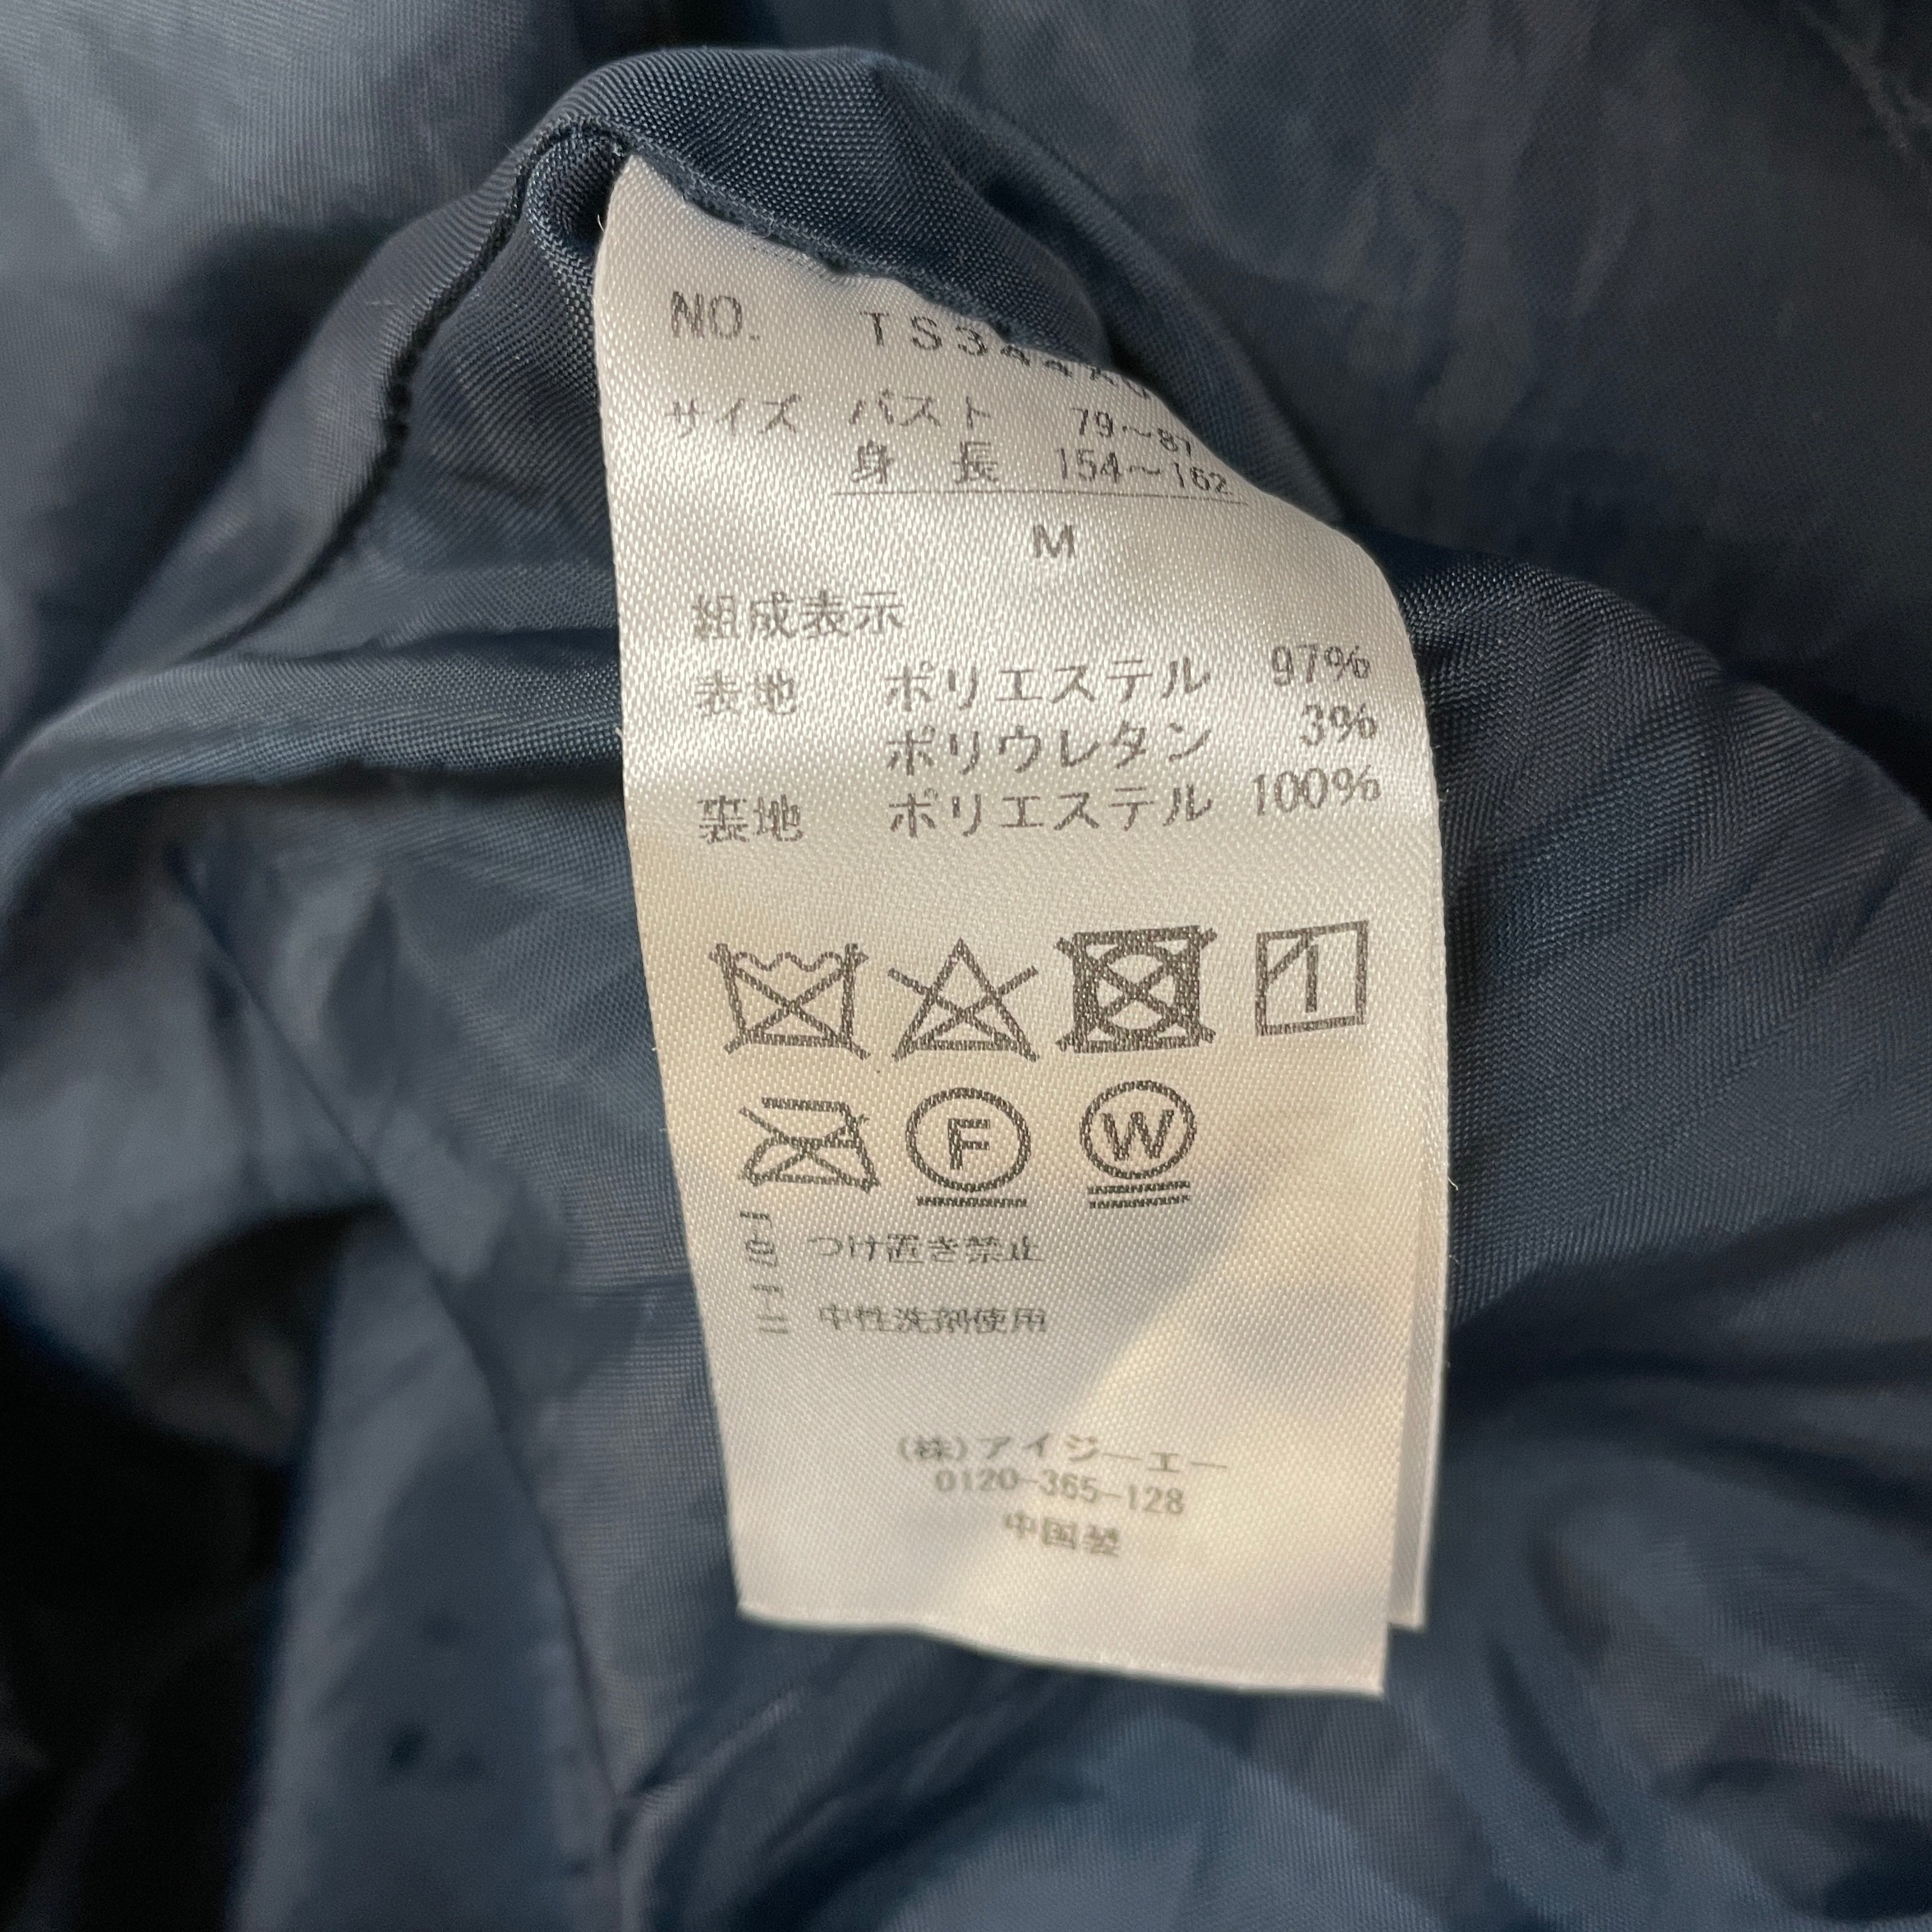 NO. TS344X
サイズ バスト 79～87
身 長 154～162
M
組成表示
表地 ポリエステル 97%
ポリウレタン 3%
裏地 ポリエステル 100%
F
W
つけ置き禁止
中性洗剤使用
(株)アイジーエー
0120-365-128
中国製